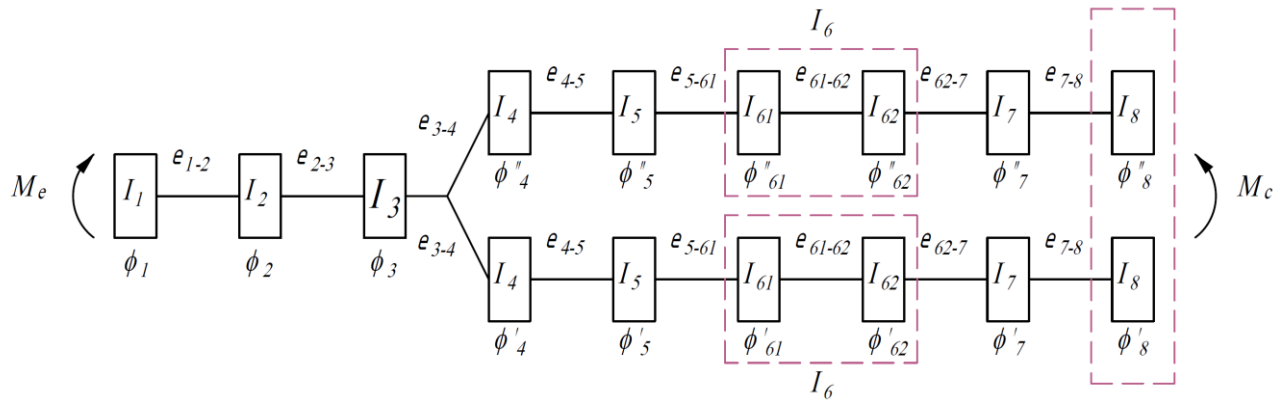 I₆
e₄₋₅ e₅₋₆₁ e₆₁₋₆₂ e₆₂₋₇ e₇₋₈
I₄ I₅ I₆₁ I₆₂ I₇ I₈
e₃₋₄
ϕ"₄ ϕ"₅ ϕ"₆₁ ϕ"₆₂ ϕ"₇ ϕ"₈
e₁₋₂ e₂₋₃
Mₑ I₁ I₂ I₃ M_c
e₃₋₄ e₄₋₅ e₅₋₆₁ e₆₁₋₆₂ e₆₂₋₇ e₇₋₈
ϕ₁ ϕ₂ ϕ₃
I₄ I₅ I₆₁ I₆₂ I₇ I₈
ϕ'₄ ϕ'₅ ϕ'₆₁ ϕ'₆₂ ϕ'₇ ϕ'₈
I₆